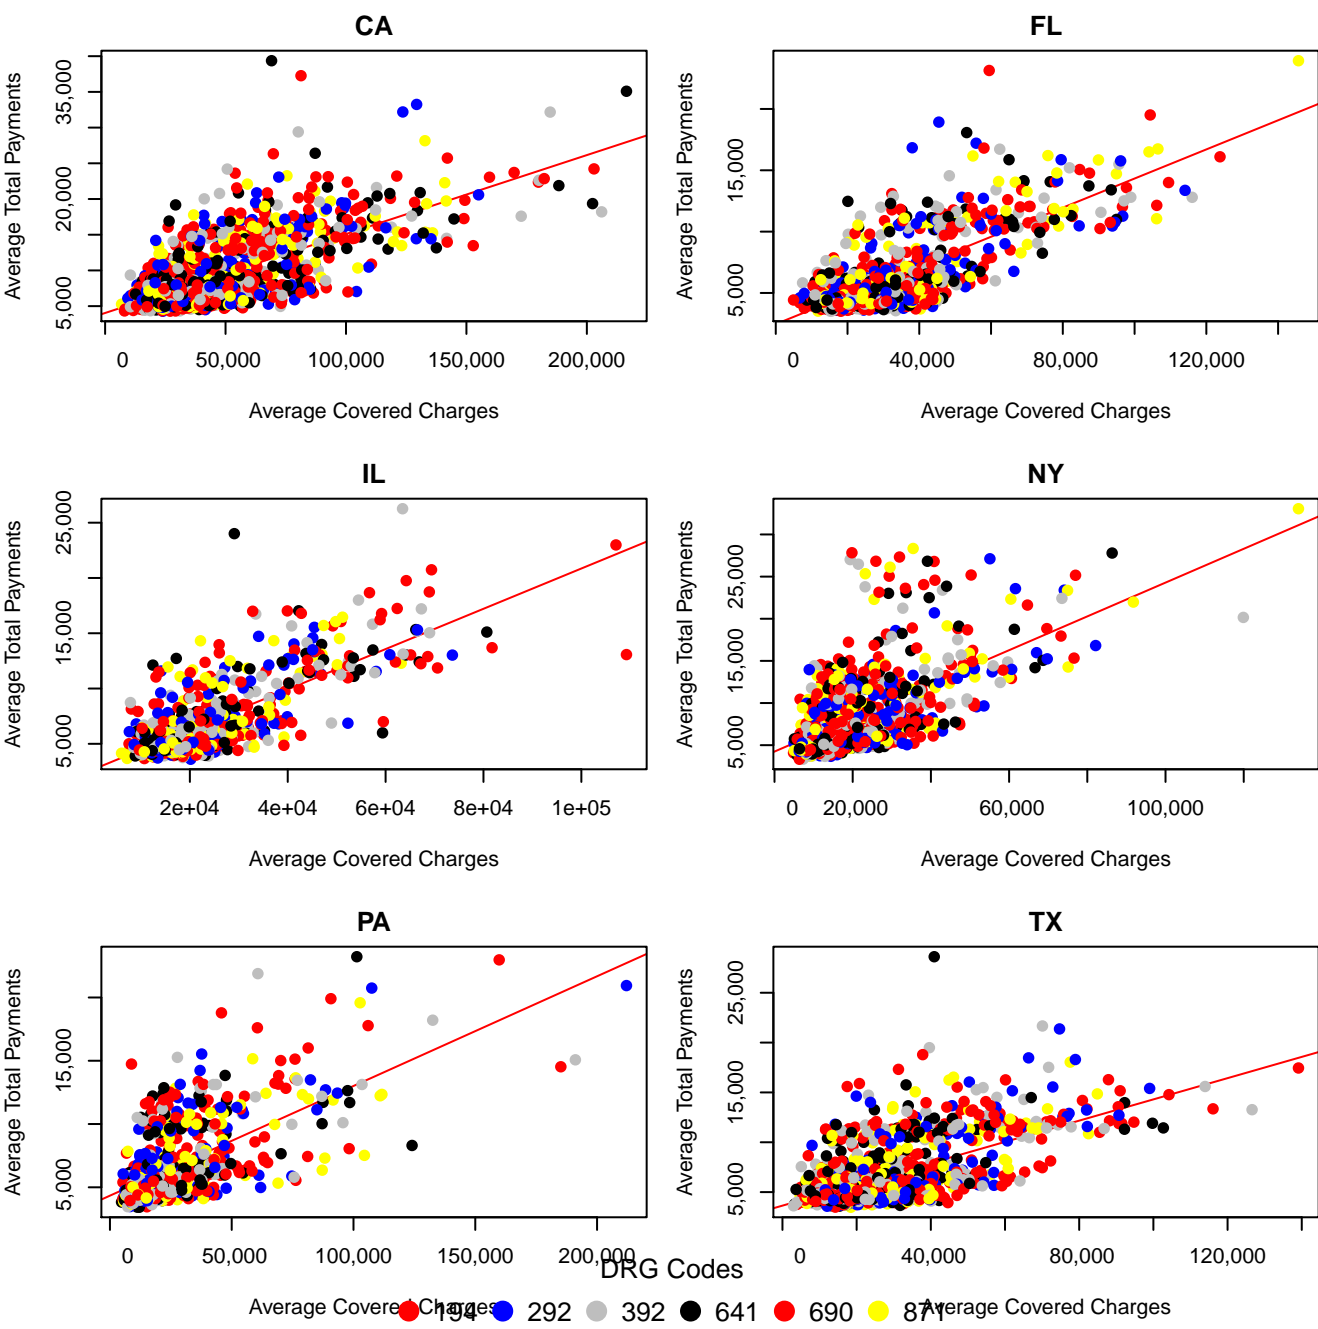 CA
FL
Average Total Payments
5,000 20,000 35,000
0 50,000 100,000 150,000 200,000
Average Covered Charges
Average Total Payments
5,000 15,000
0 40,000 80,000 120,000
Average Covered Charges
IL
NY
Average Total Payments
5,000 15,000 25,000
2e+04 4e+04 6e+04 8e+04 1e+05
Average Covered Charges
Average Total Payments
5,000 15,000 25,000
0 20,000 60,000 100,000
Average Covered Charges
PA
TX
Average Total Payments
5,000 15,000
0 50,000 100,000 150,000 200,000
Average Covered Charges
Average Total Payments
5,000 15,000 25,000
0 40,000 80,000 120,000
Average Covered Charges
DRG Codes
194 292 392 641 690 871